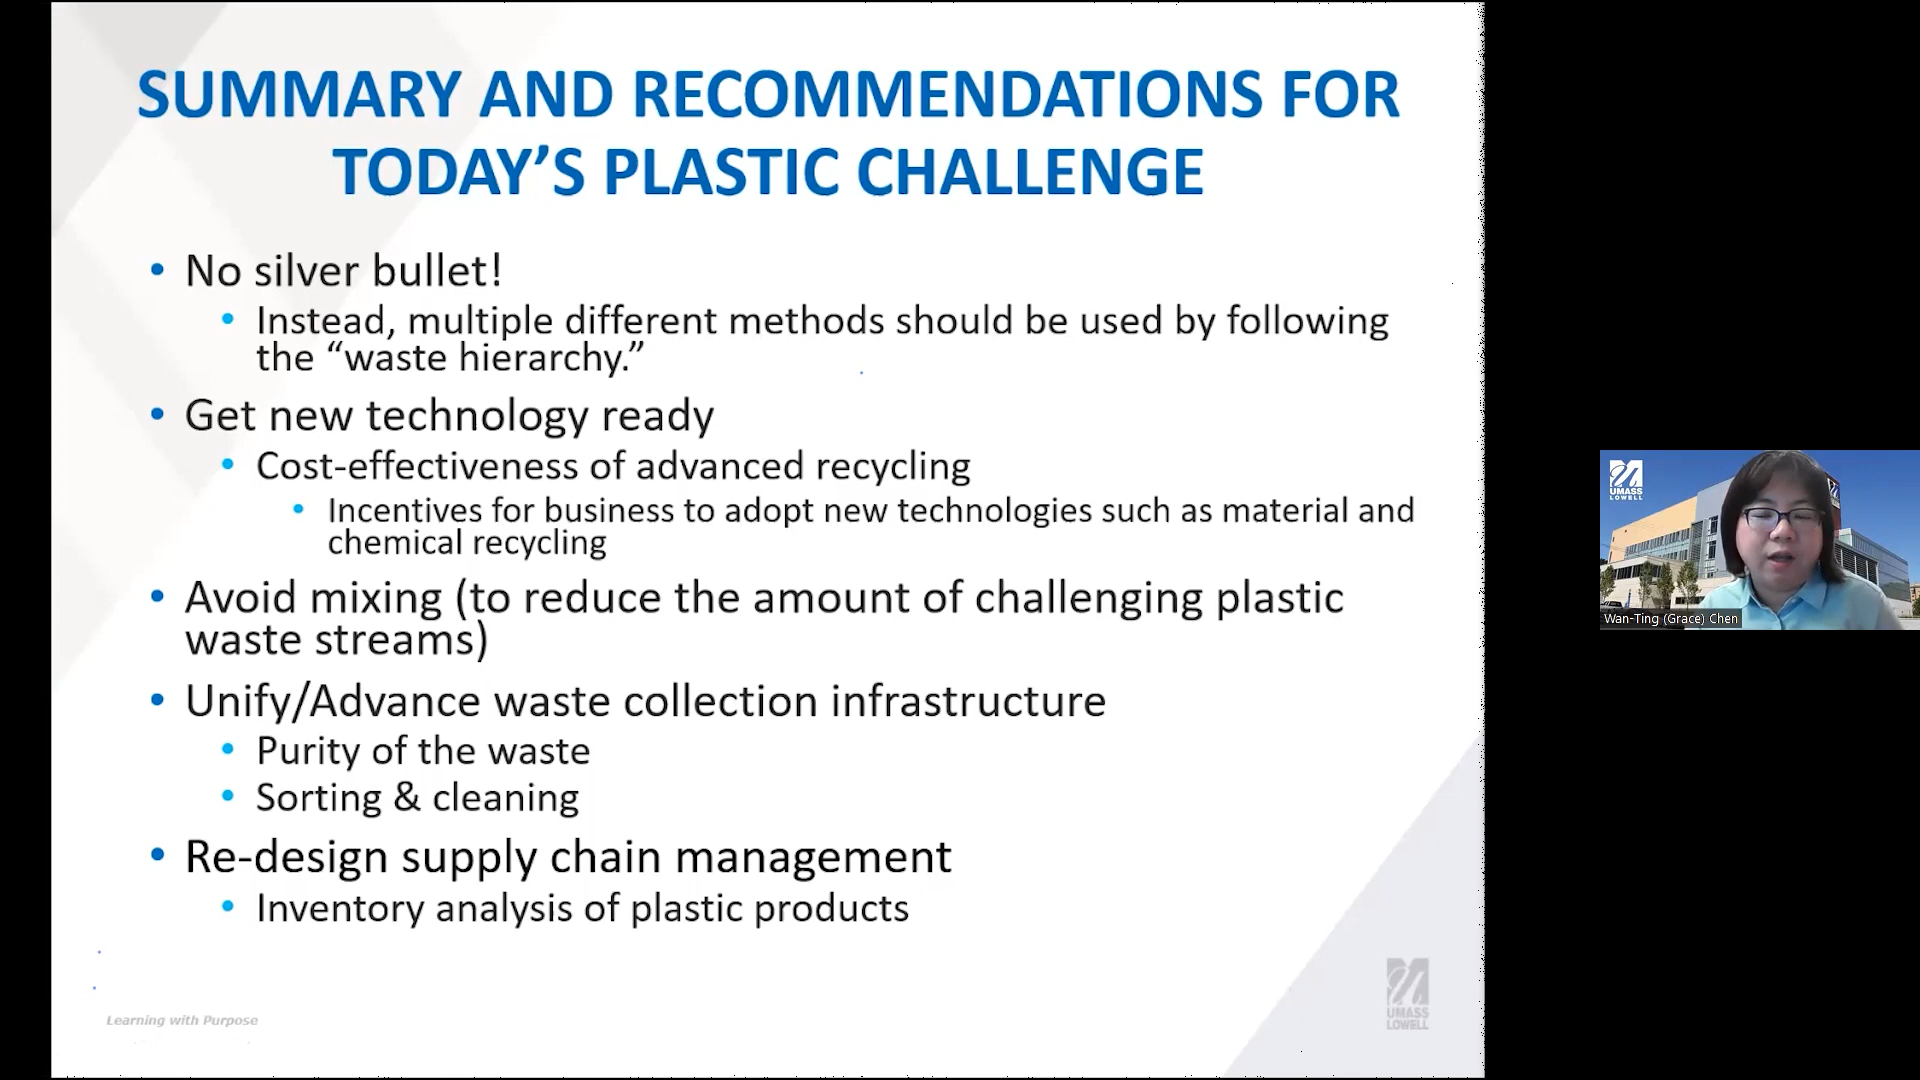 SUMMARY AND RECOMMENDATIONS FOR
TODAY’S PLASTIC CHALLENGE
• No silver bullet!
• Instead, multiple different methods should be used by following
the “waste hierarchy.”
• Get new technology ready
• Cost-effectiveness of advanced recycling
• Incentives for business to adopt new technologies such as material and
chemical recycling
• Avoid mixing (to reduce the amount of challenging plastic
waste streams)
• Unify/Advance waste collection infrastructure
• Purity of the waste
• Sorting & cleaning
• Re-design supply chain management
• Inventory analysis of plastic products
Learning with Purpose
UMASS
LOWELL
UMASS
LOWELL
Wan-Ting (Grace) Chen